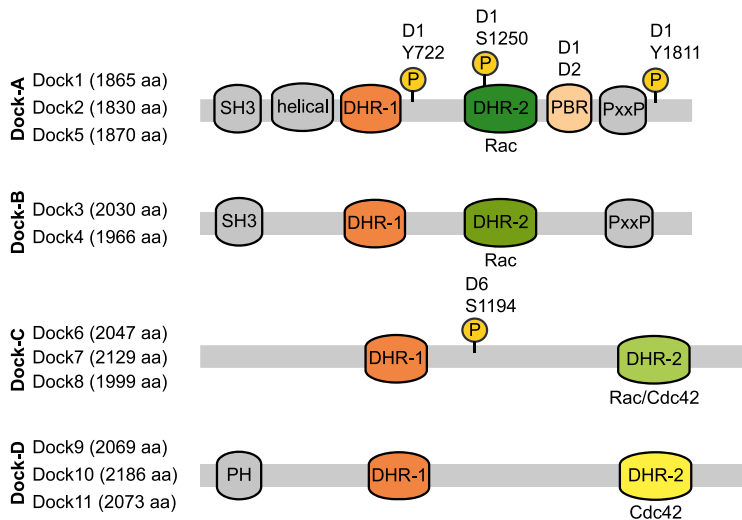 D1
Y722
D1
S1250
D1
D2
D1
Y1811
P
P
P
Dock-A
Dock1 (1865 aa)
Dock2 (1830 aa)
Dock5 (1870 aa)
SH3
helical
DHR-1
DHR-2
PBR
PxxP
Rac
Dock-B
Dock3 (2030 aa)
Dock4 (1966 aa)
SH3
DHR-1
DHR-2
PxxP
Rac
D6
S1194
P
Dock-C
Dock6 (2047 aa)
Dock7 (2129 aa)
Dock8 (1999 aa)
DHR-1
DHR-2
Rac/Cdc42
Dock-D
Dock9 (2069 aa)
Dock10 (2186 aa)
Dock11 (2073 aa)
PH
DHR-1
DHR-2
Cdc42